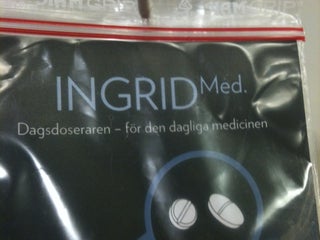 INGRID Med.
Dagsdoseraren – för den dagliga medicinen